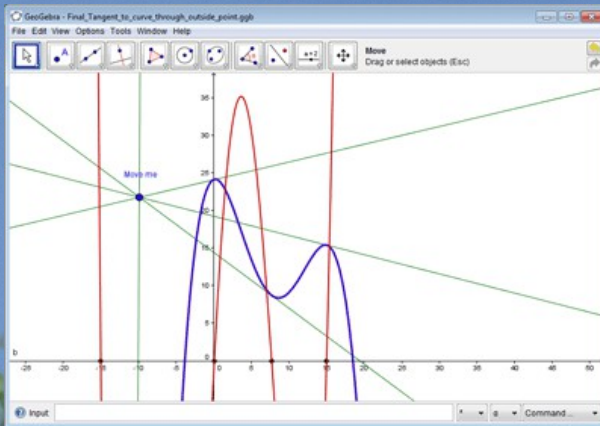 GeoGebra - Final_Tangent_to_curve_through_outside_point.ggb
File Edit View Options Tools Window Help
A
a=2
Move
Drag or select objects (Esc)
Move me
35
30
25
20
15
10
5
0
b
-25 -20 -15 -10 -5 0 5 10 15 20 25 30 35 40 45 50
Input:
Command...